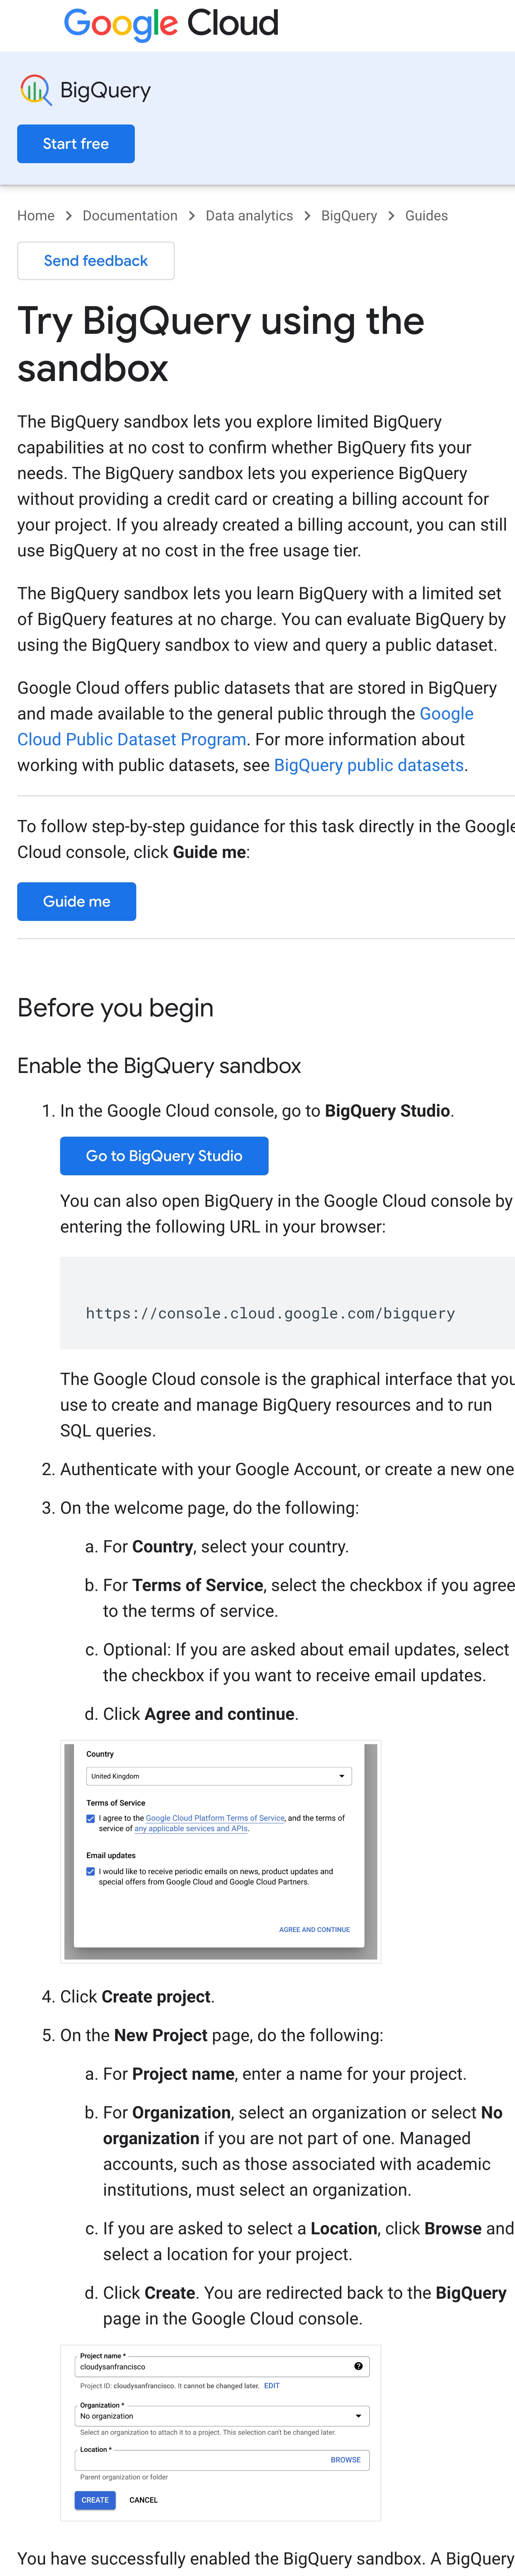 Google Cloud
BigQuery
Start free
Home > Documentation > Data analytics > BigQuery > Guides
Send feedback
Try BigQuery using the
sandbox
The BigQuery sandbox lets you explore limited BigQuery
capabilities at no cost to confirm whether BigQuery fits your
needs. The BigQuery sandbox lets you experience BigQuery
without providing a credit card or creating a billing account for
your project. If you already created a billing account, you can still
use BigQuery at no cost in the free usage tier.
The BigQuery sandbox lets you learn BigQuery with a limited set
of BigQuery features at no charge. You can evaluate BigQuery by
using the BigQuery sandbox to view and query a public dataset.
Google Cloud offers public datasets that are stored in BigQuery
and made available to the general public through the Google
Cloud Public Dataset Program. For more information about
working with public datasets, see BigQuery public datasets.
To follow step-by-step guidance for this task directly in the Google
Cloud console, click Guide me:
Guide me
Before you begin
Enable the BigQuery sandbox
1. In the Google Cloud console, go to BigQuery Studio.
Go to BigQuery Studio
You can also open BigQuery in the Google Cloud console by
entering the following URL in your browser:
https://console.cloud.google.com/bigquery
The Google Cloud console is the graphical interface that you
use to create and manage BigQuery resources and to run
SQL queries.
2. Authenticate with your Google Account, or create a new one
3. On the welcome page, do the following:
a. For Country, select your country.
b. For Terms of Service, select the checkbox if you agree
to the terms of service.
c. Optional: If you are asked about email updates, select
the checkbox if you want to receive email updates.
d. Click Agree and continue.
Country
United Kingdom
Terms of Service
I agree to the Google Cloud Platform Terms of Service, and the terms of
service of any applicable services and APIs.
Email updates
I would like to receive periodic emails on news, product updates and
special offers from Google Cloud and Google Cloud Partners.
AGREE AND CONTINUE
4. Click Create project.
5. On the New Project page, do the following:
a. For Project name, enter a name for your project.
b. For Organization, select an organization or select No
organization if you are not part of one. Managed
accounts, such as those associated with academic
institutions, must select an organization.
c. If you are asked to select a Location, click Browse and
select a location for your project.
d. Click Create. You are redirected back to the BigQuery
page in the Google Cloud console.
Project name *
cloudysanfrancisco
Project ID: cloudysanfrancisco. It cannot be changed later. EDIT
Organization *
No organization
Select an organization to attach it to a project. This selection can't be changed later.
Location *
BROWSE
Parent organization or folder
CREATE CANCEL
You have successfully enabled the BigQuery sandbox. A BigQuery